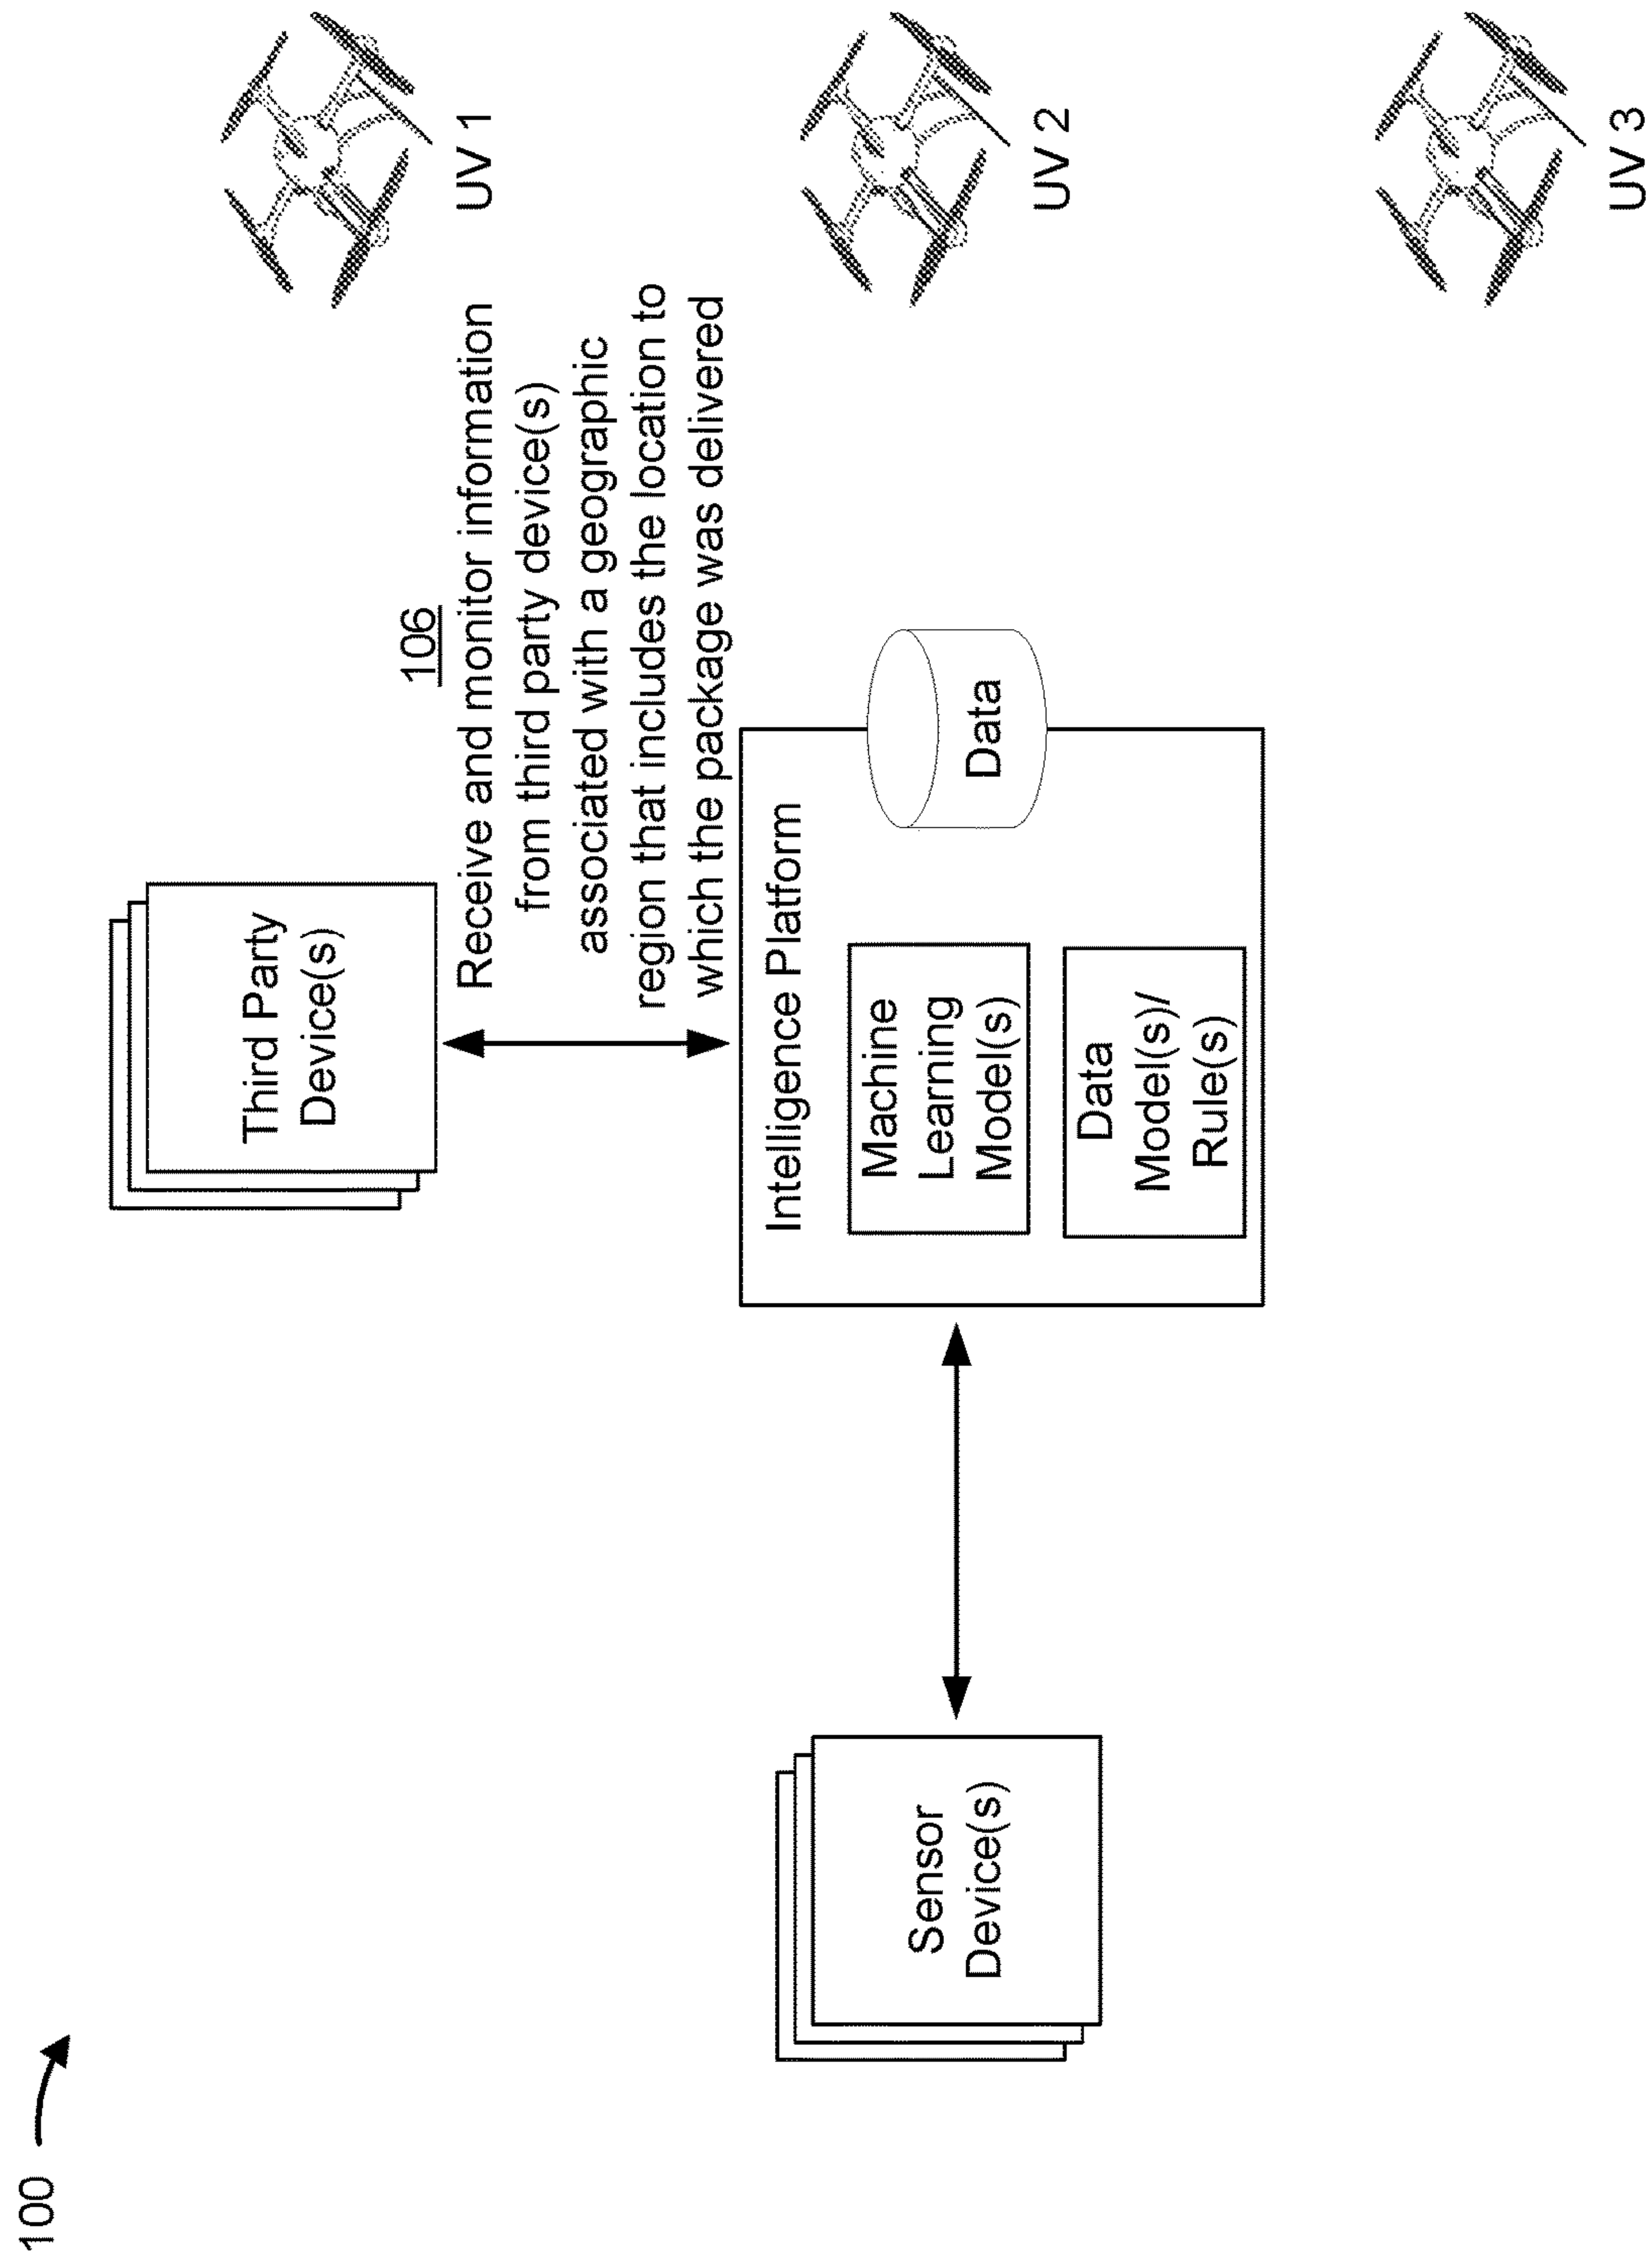 100
Third Party
Device(s)
106
Receive and monitor information
from third party device(s)
associated with a geographic
region that includes the location to
which the package was delivered
UV 1
Sensor
Device(s)
Intelligence Platform
Machine
Learning
Model(s)
Data
Model(s)/
Rule(s)
Data
UV 2
UV 3